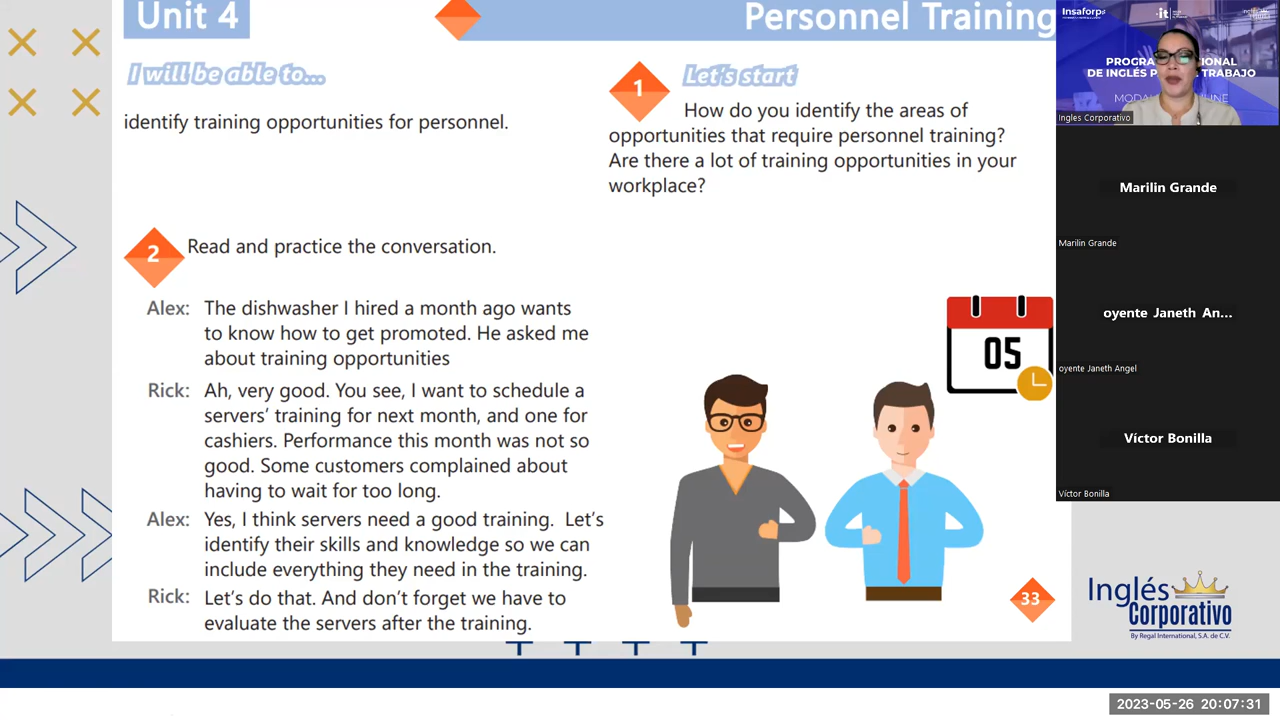 Unit 4
Personnel Training
I will be able to...
identify training opportunities for personnel.
1
Let's start
How do you identify the areas of
opportunities that require personnel training?
Are there a lot of training opportunities in your
workplace?
2
Read and practice the conversation.
Alex: The dishwasher I hired a month ago wants
to know how to get promoted. He asked me
about training opportunities
Rick: Ah, very good. You see, I want to schedule a
servers' training for next month, and one for
cashiers. Performance this month was not so
good. Some customers complained about
having to wait for too long.
Alex: Yes, I think servers need a good training. Let's
identify their skills and knowledge so we can
include everything they need in the training.
Rick: Let's do that. And don't forget we have to
evaluate the servers after the training.
05
33
Inglés
Corporativo
By Regal International, S.A. de C.V.
Insaforp
Ingles Corporativo
Marilin Grande
Marilin Grande
oyente Janeth An...
oyente Janeth Angel
Víctor Bonilla
Víctor Bonilla
2023-05-26 20:07:31